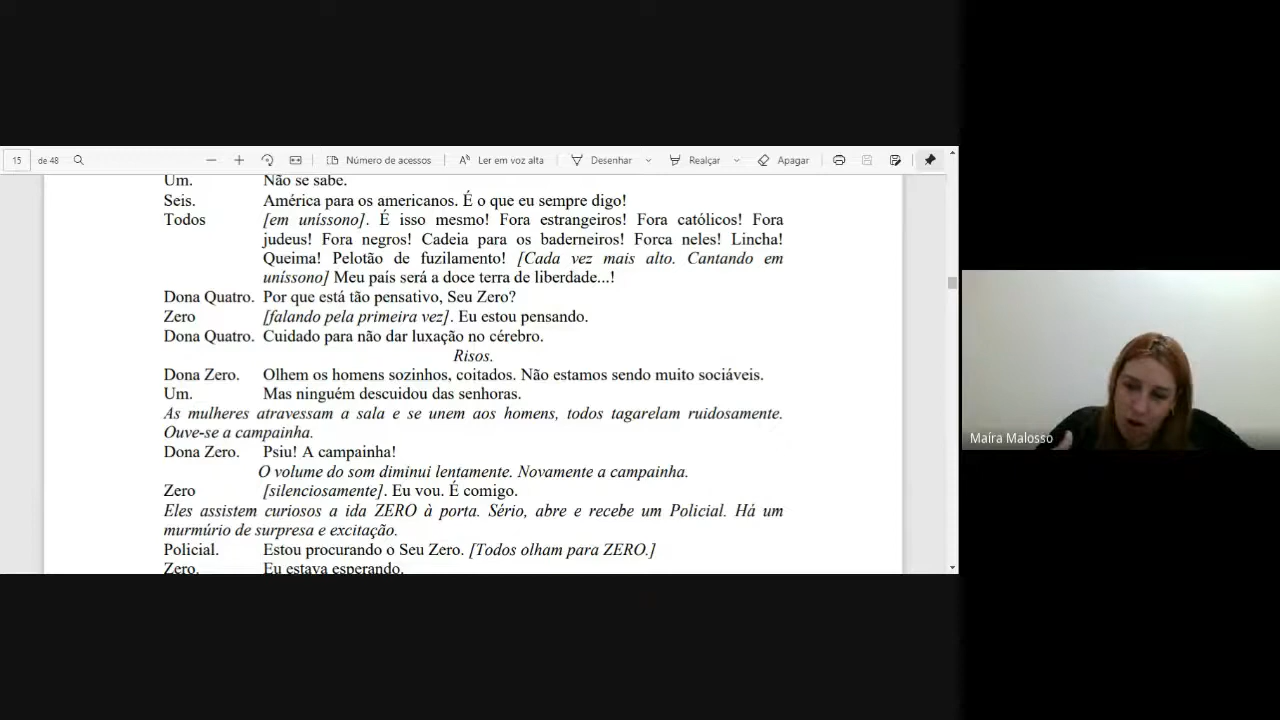 15 de 48 Número de acessos Ler em voz alta Desenhar Realçar Apagar
Um. Não se sabe.
Seis. América para os americanos. É o que eu sempre digo!
Todos [em uníssono]. É isso mesmo! Fora estrangeiros! Fora católicos! Fora
judeus! Fora negros! Cadeia para os baderneiros! Forca neles! Lincha!
Queima! Pelotão de fuzilamento! [Cada vez mais alto. Cantando em
uníssono] Meu país será a doce terra de liberdade...!
Dona Quatro. Por que está tão pensativo, Seu Zero?
Zero [falando pela primeira vez]. Eu estou pensando.
Dona Quatro. Cuidado para não dar luxação no cérebro.
Risos.
Dona Zero. Olhem os homens sozinhos, coitados. Não estamos sendo muito sociáveis.
Um. Mas ninguém descuidou das senhoras.
As mulheres atravessam a sala e se unem aos homens, todos tagarelam ruidosamente.
Ouve-se a campainha.
Dona Zero. Psiu! A campainha!
O volume do som diminui lentamente. Novamente a campainha.
Zero [silenciosamente]. Eu vou. É comigo.
Eles assistem curiosos a ida ZERO à porta. Sério, abre e recebe um Policial. Há um
murmúrio de surpresa e excitação.
Policial. Estou procurando o Seu Zero. [Todos olham para ZERO.]
Zero. Eu estava esperando.
Maíra Malosso